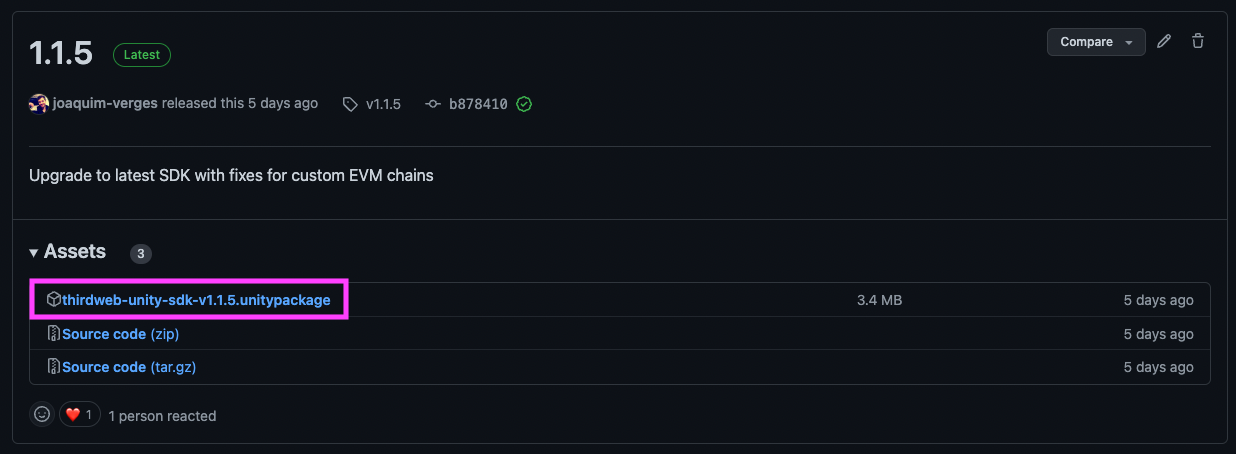 1.1.5 Latest Compare
joaquim-verges released this 5 days ago v1.1.5 b878410
Upgrade to latest SDK with fixes for custom EVM chains
Assets 3
thirdweb-unity-sdk-v1.1.5.unitypackage 3.4 MB 5 days ago
Source code (zip) 5 days ago
Source code (tar.gz) 5 days ago
❤️ 1 1 person reacted